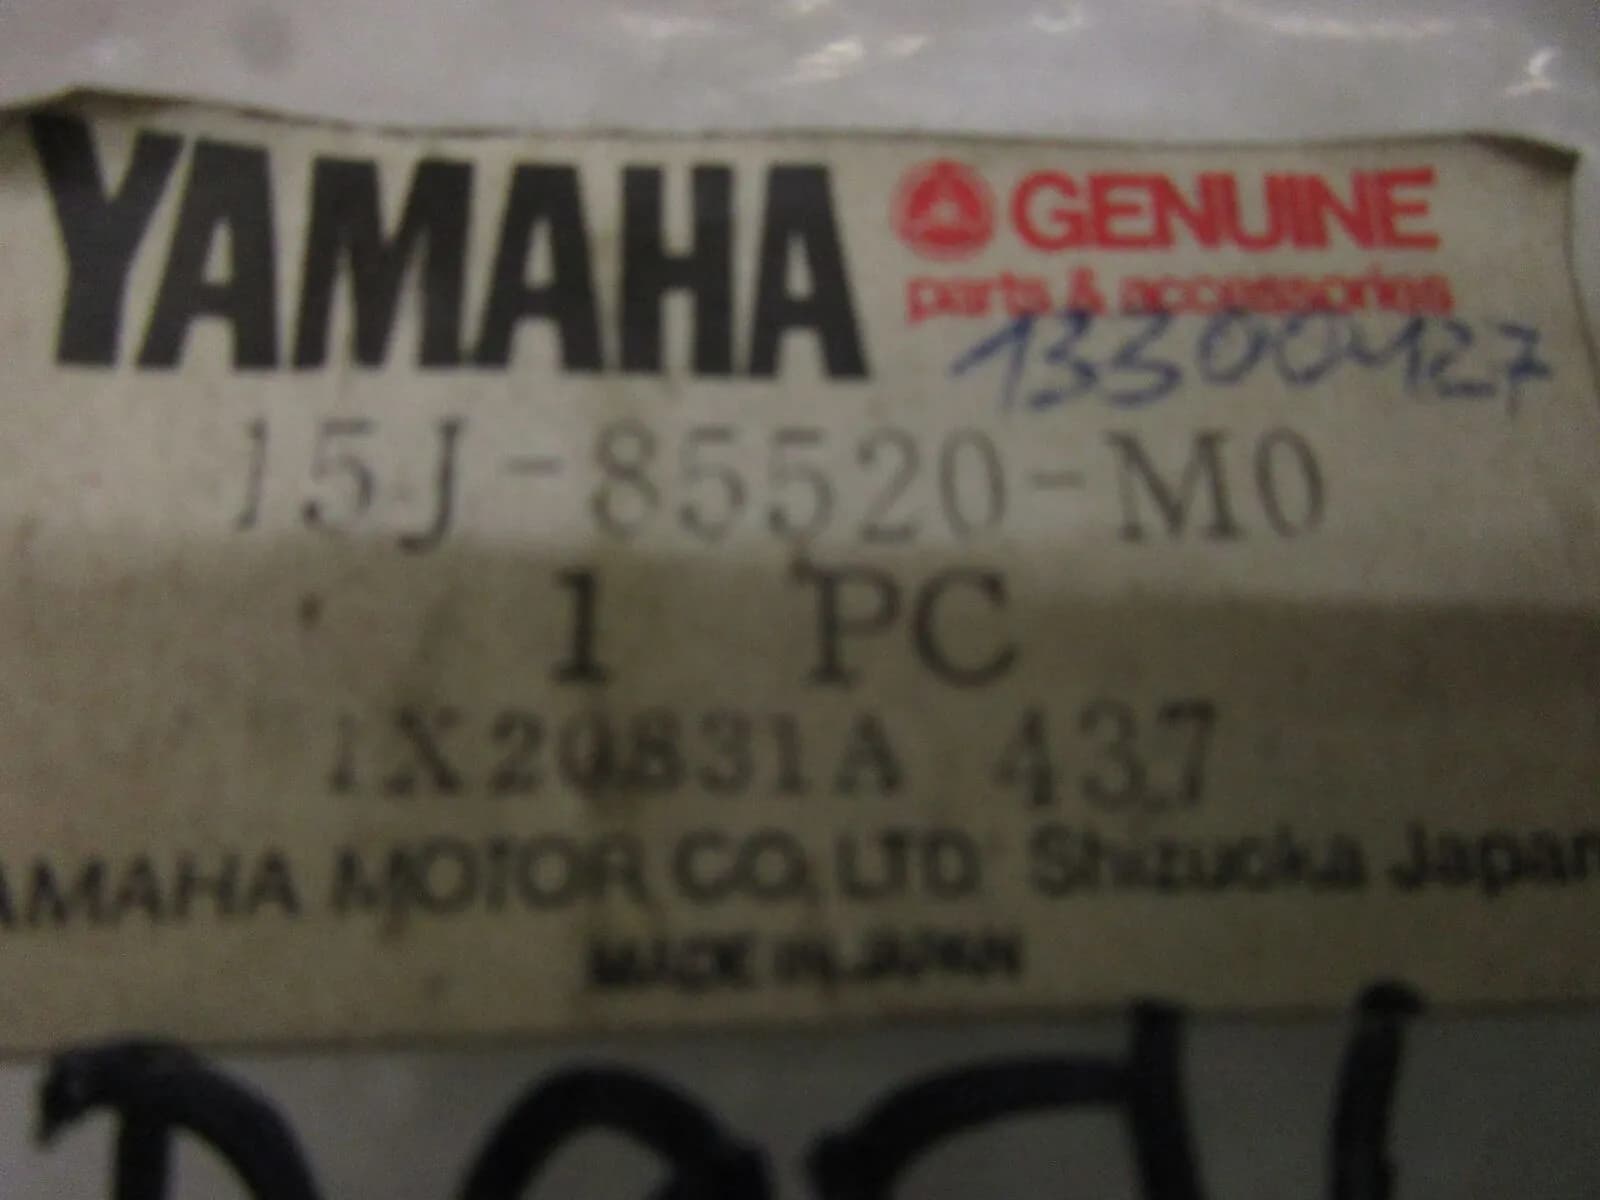 YAMAHA GENUINE
parts & accessories
13300427
15J-85520-M0
1 PC
1X20831A 437
YAMAHA MOTOR CO., LTD. Shizuoka Japan
MADE IN JAPAN